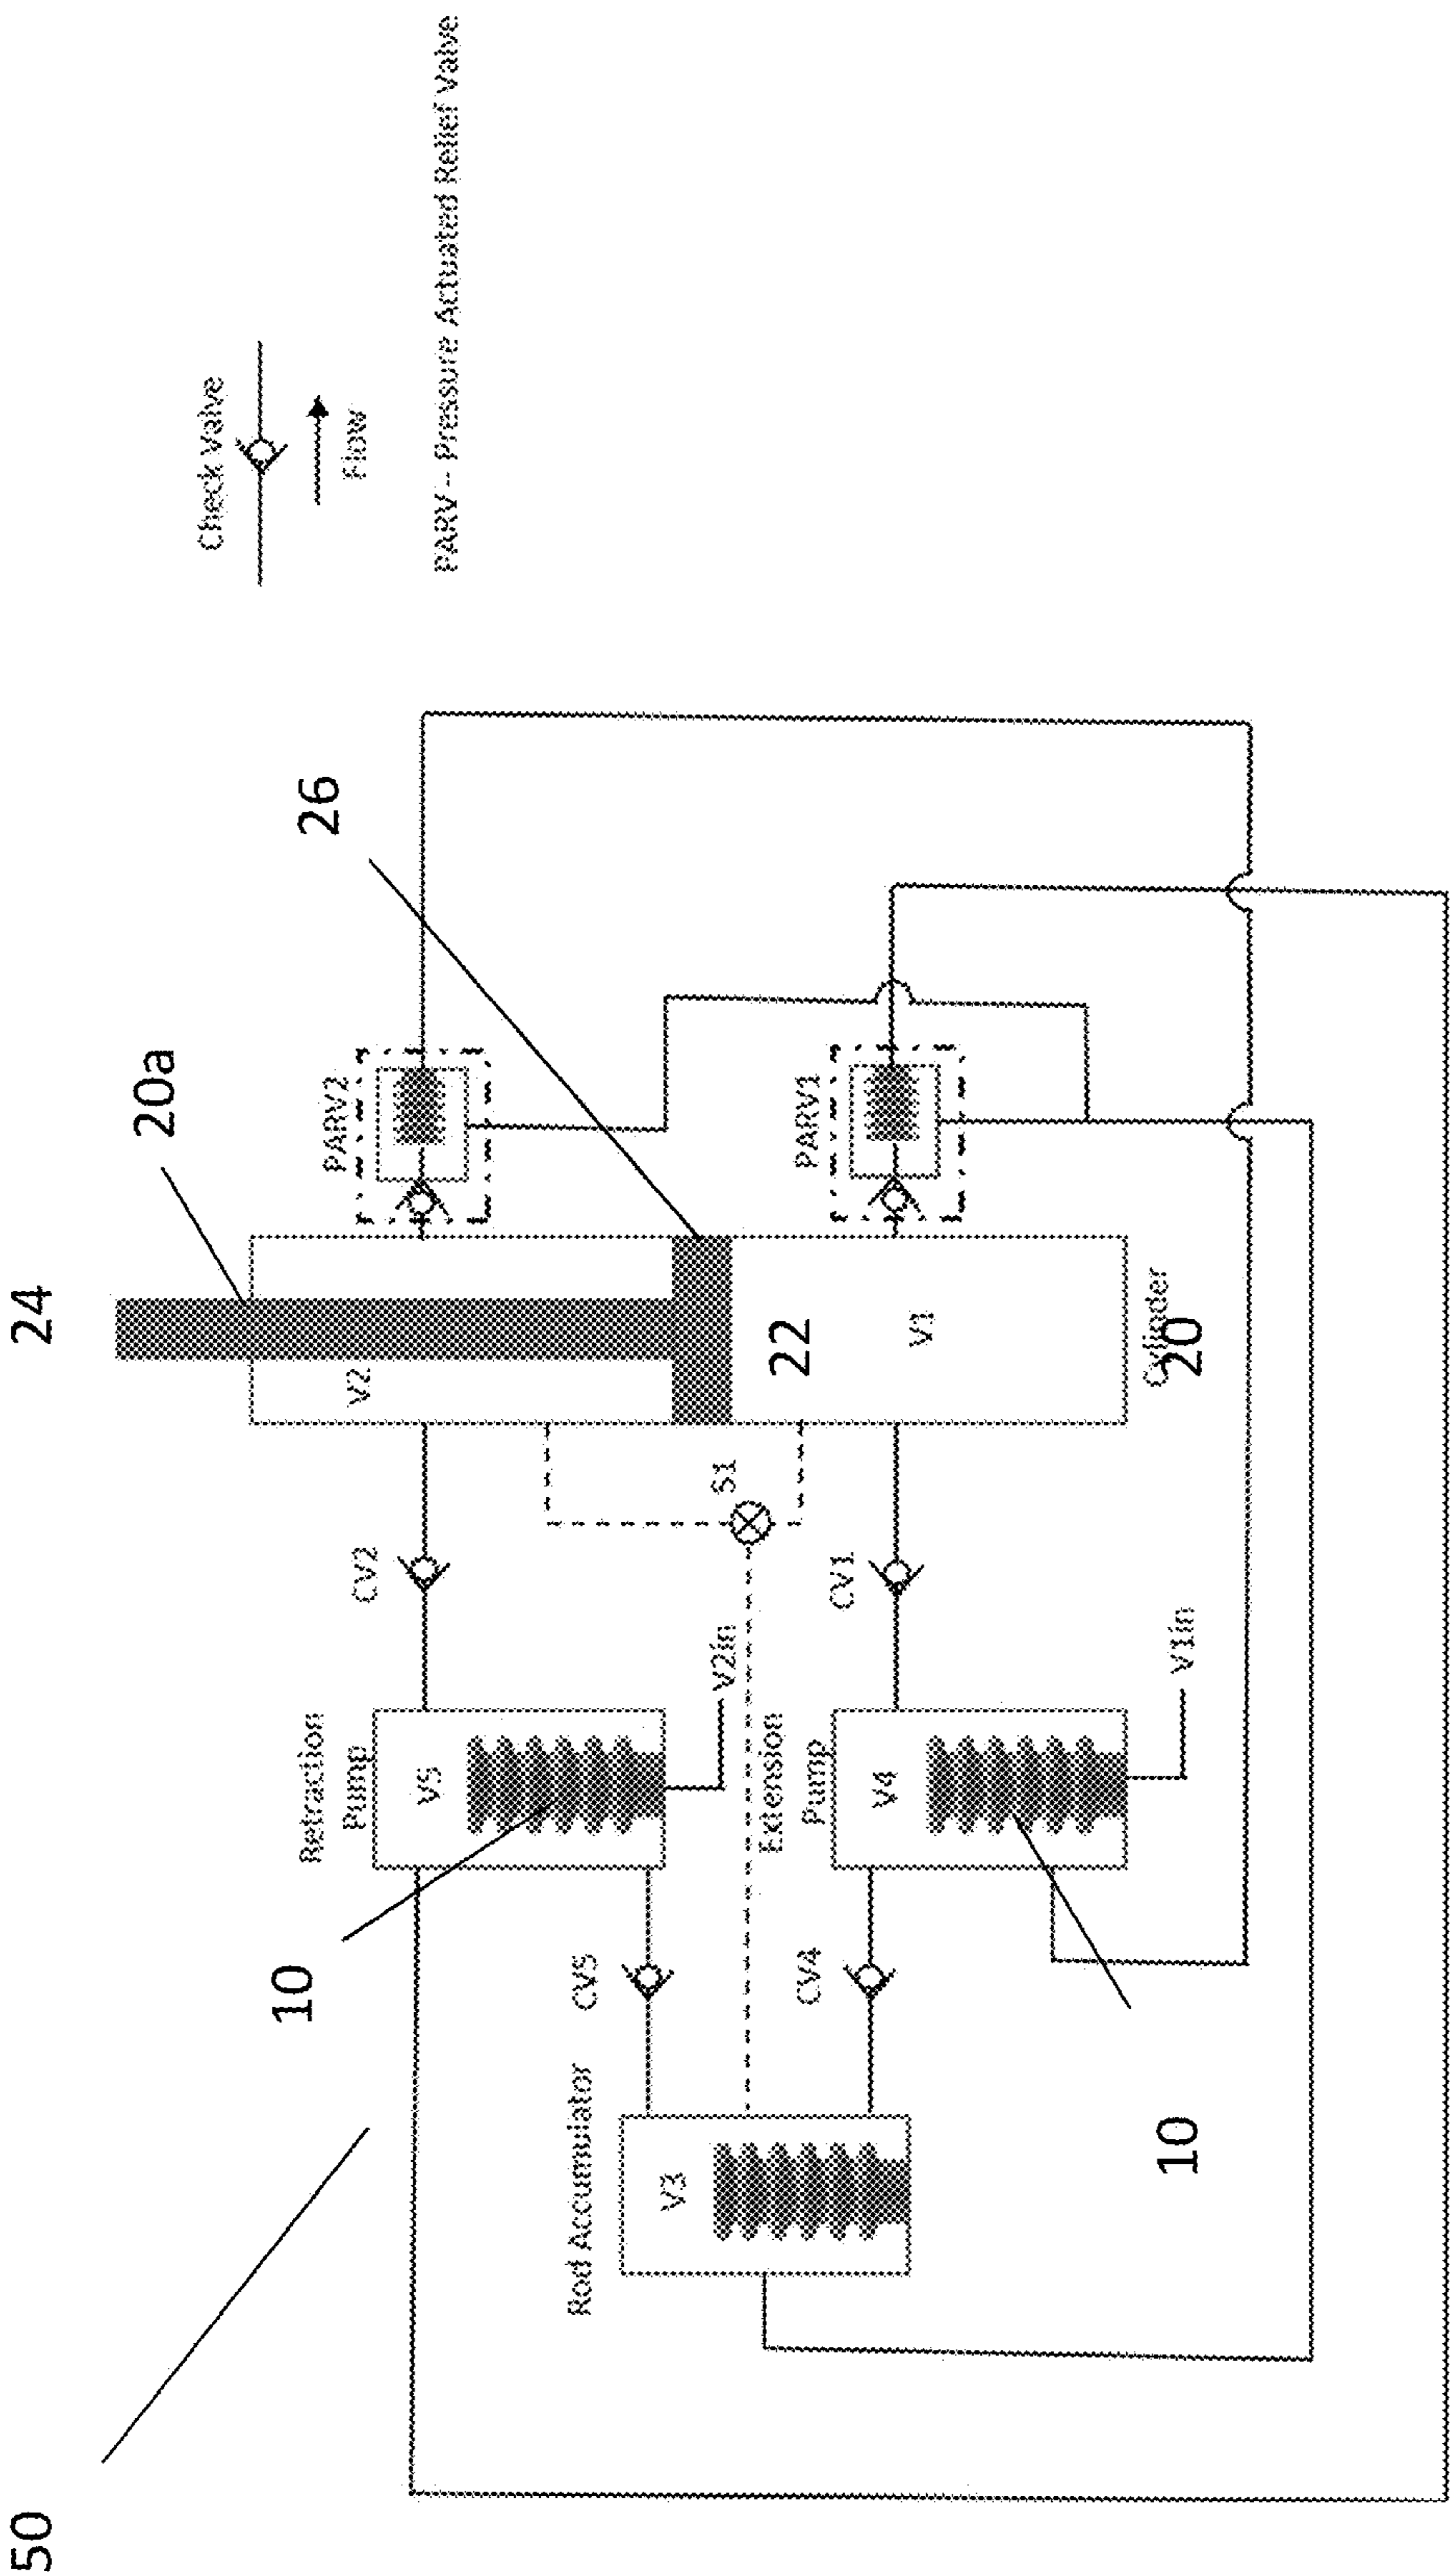 50
24
20a
26
Check Valve
Flow
PARV -- Pressure Actuated Relief Valve
10
Retraction
Pump
V5
CV2
V2
PARV2
Rod Accumulator
V3
CV5
CV4
V2in
S1
22
Extension
Pump
V4
CV1
V1
PARV1
10
V1in
Cylinder
20